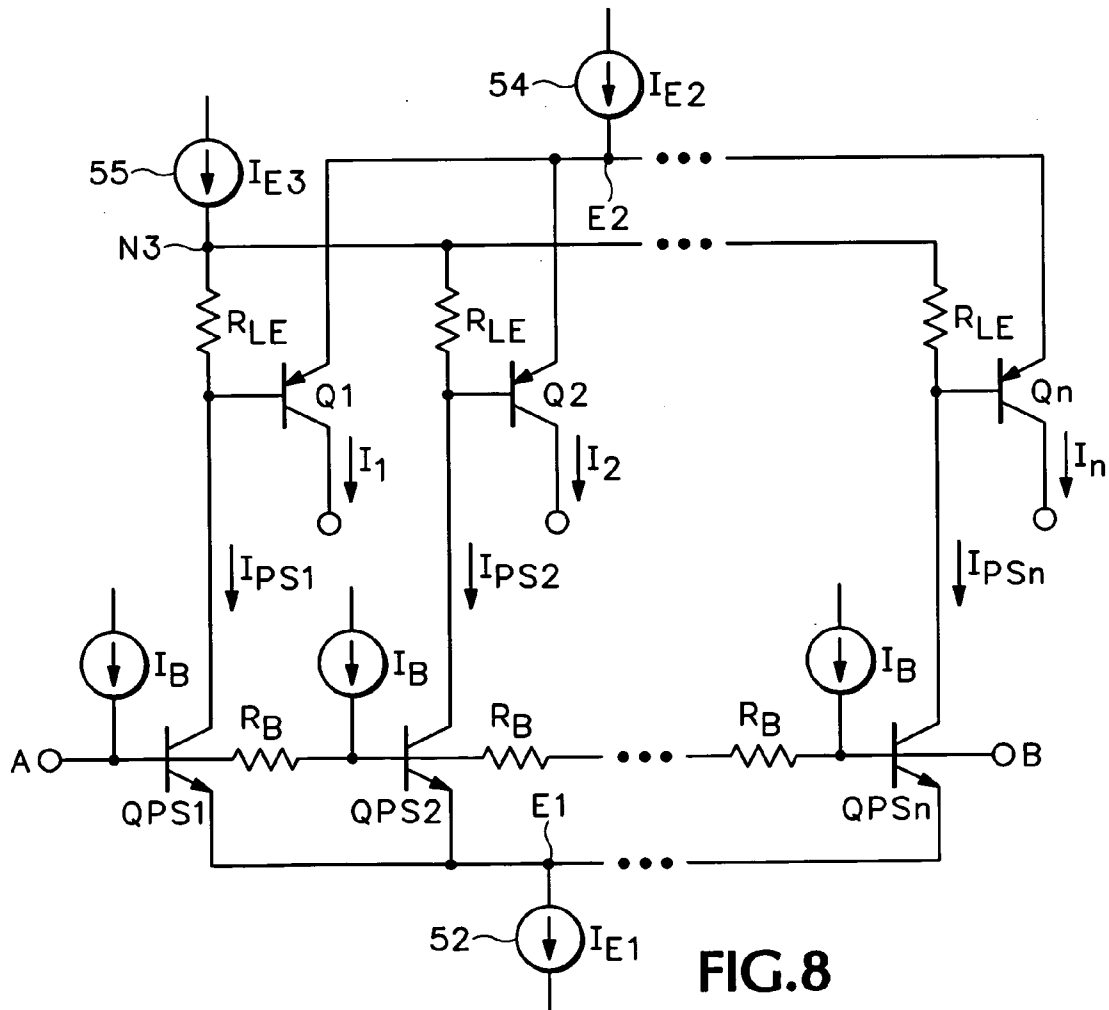 54
I_E2
55
I_E3
E2
N3
R_LE
R_LE
R_LE
Q1
Q2
Qn
I_1
I_2
I_n
I_PS1
I_PS2
I_PSn
I_B
I_B
I_B
R_B
R_B
R_B
A
B
QPS1
QPS2
E1
QPSn
52
I_E1
FIG.8